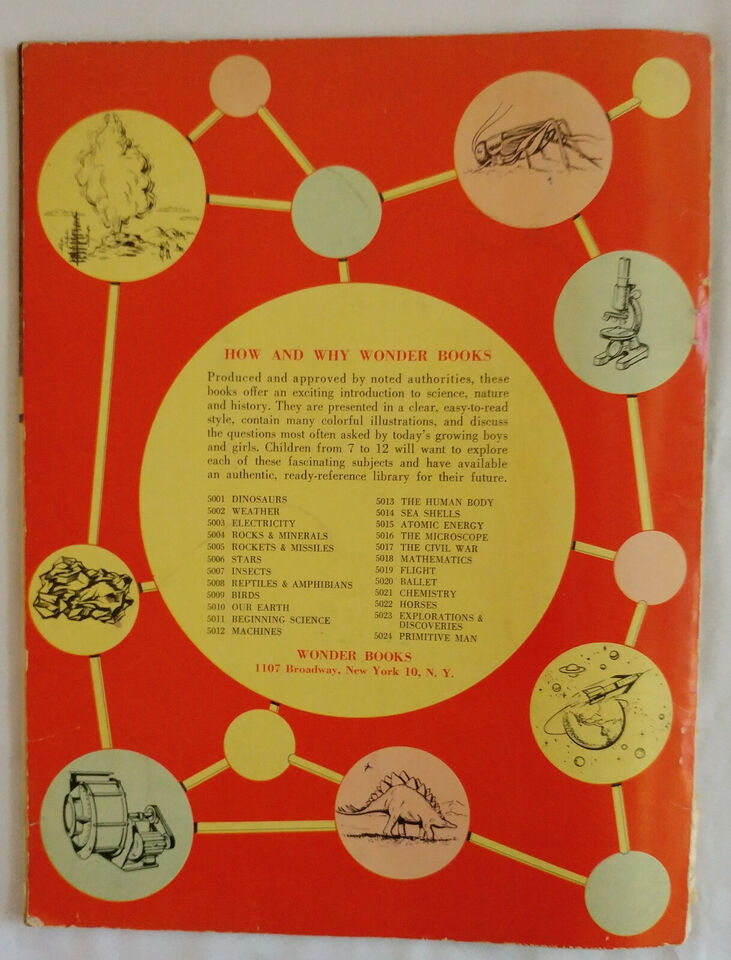 HOW AND WHY WONDER BOOKS
Produced and approved by noted authorities, these
books offer an exciting introduction to science, nature
and history. They are presented in a clear, easy-to-read
style, contain many colorful illustrations, and discuss
the questions most often asked by today's growing boys
and girls. Children from 7 to 12 will want to explore
each of these fascinating subjects and have available
an authentic, ready-reference library for their future.
5001 DINOSAURS
5002 WEATHER
5003 ELECTRICITY
5004 ROCKS & MINERALS
5005 ROCKETS & MISSILES
5006 STARS
5007 INSECTS
5008 REPTILES & AMPHIBIANS
5009 BIRDS
5010 OUR EARTH
5011 BEGINNING SCIENCE
5012 MACHINES
5013 THE HUMAN BODY
5014 SEA SHELLS
5015 ATOMIC ENERGY
5016 THE MICROSCOPE
5017 THE CIVIL WAR
5018 MATHEMATICS
5019 FLIGHT
5020 BALLET
5021 CHEMISTRY
5022 HORSES
5023 EXPLORATIONS &
DISCOVERIES
5024 PRIMITIVE MAN
WONDER BOOKS
1107 Broadway, New York 10, N. Y.